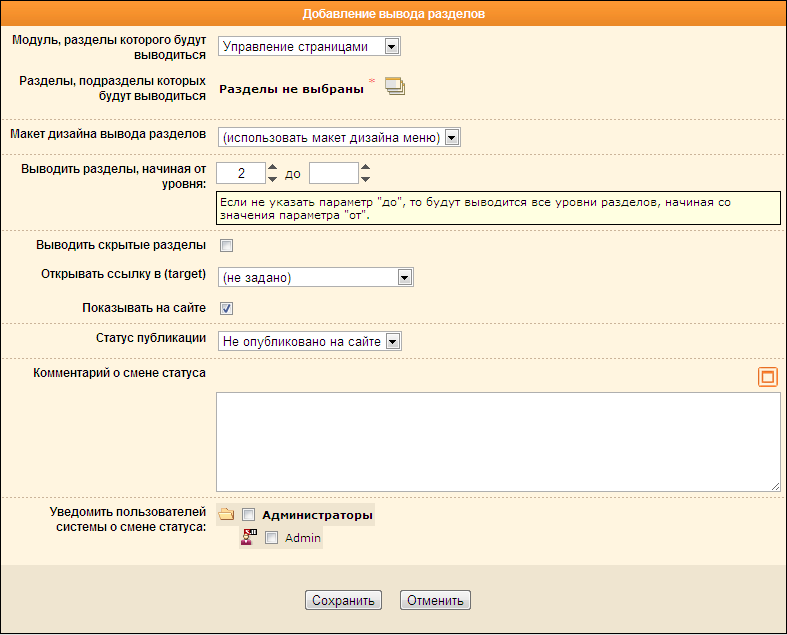 Добавление вывода разделов
Модуль, разделы которого будут
выводиться
Управление страницами
Разделы, подразделы которых
будут выводиться
Разделы не выбраны *
Макет дизайна вывода разделов
(использовать макет дизайна меню)
Выводить разделы, начиная от
уровня:
2 до
Если не указать параметр "до", то будут выводится все уровни разделов, начиная со
значения параметра "от".
Выводить скрытые разделы
Открывать ссылку в (target)
(не задано)
Показывать на сайте
Статус публикации
Не опубликовано на сайте
Комментарий о смене статуса
Уведомить пользователей
системы о смене статуса:
Администраторы
Admin
Сохранить Отменить